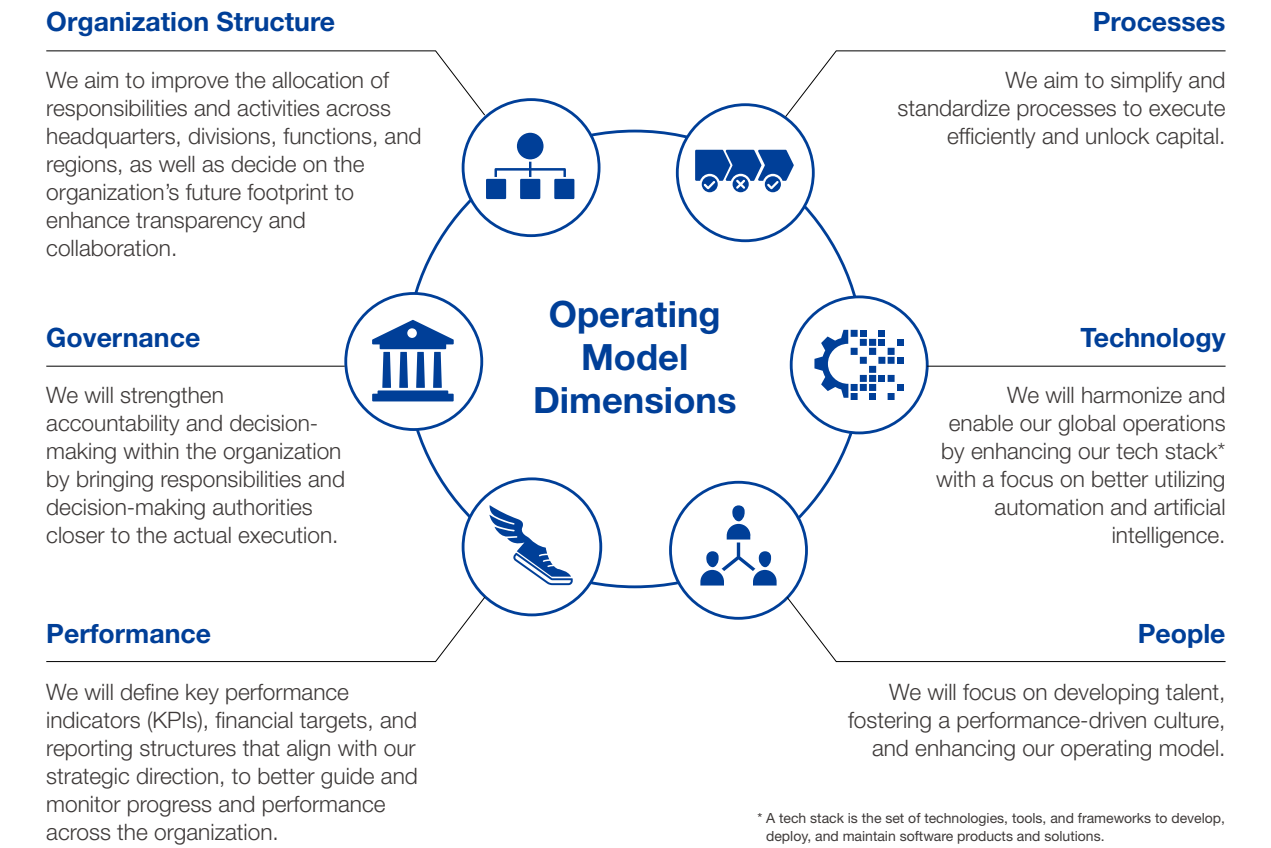 Organization Structure
We aim to improve the allocation of
responsibilities and activities across
headquarters, divisions, functions, and
regions, as well as decide on the
organization’s future footprint to
enhance transparency and
collaboration.
Processes
We aim to simplify and
standardize processes to execute
efficiently and unlock capital.
Operating
Model
Dimensions
Governance
We will strengthen
accountability and decision-
making within the organization
by bringing responsibilities and
decision-making authorities
closer to the actual execution.
Technology
We will harmonize and
enable our global operations
by enhancing our tech stack*
with a focus on better utilizing
automation and artificial
intelligence.
Performance
We will define key performance
indicators (KPIs), financial targets, and
reporting structures that align with our
strategic direction, to better guide and
monitor progress and performance
across the organization.
People
We will focus on developing talent,
fostering a performance-driven culture,
and enhancing our operating model.
* A tech stack is the set of technologies, tools, and frameworks to develop,
deploy, and maintain software products and solutions.